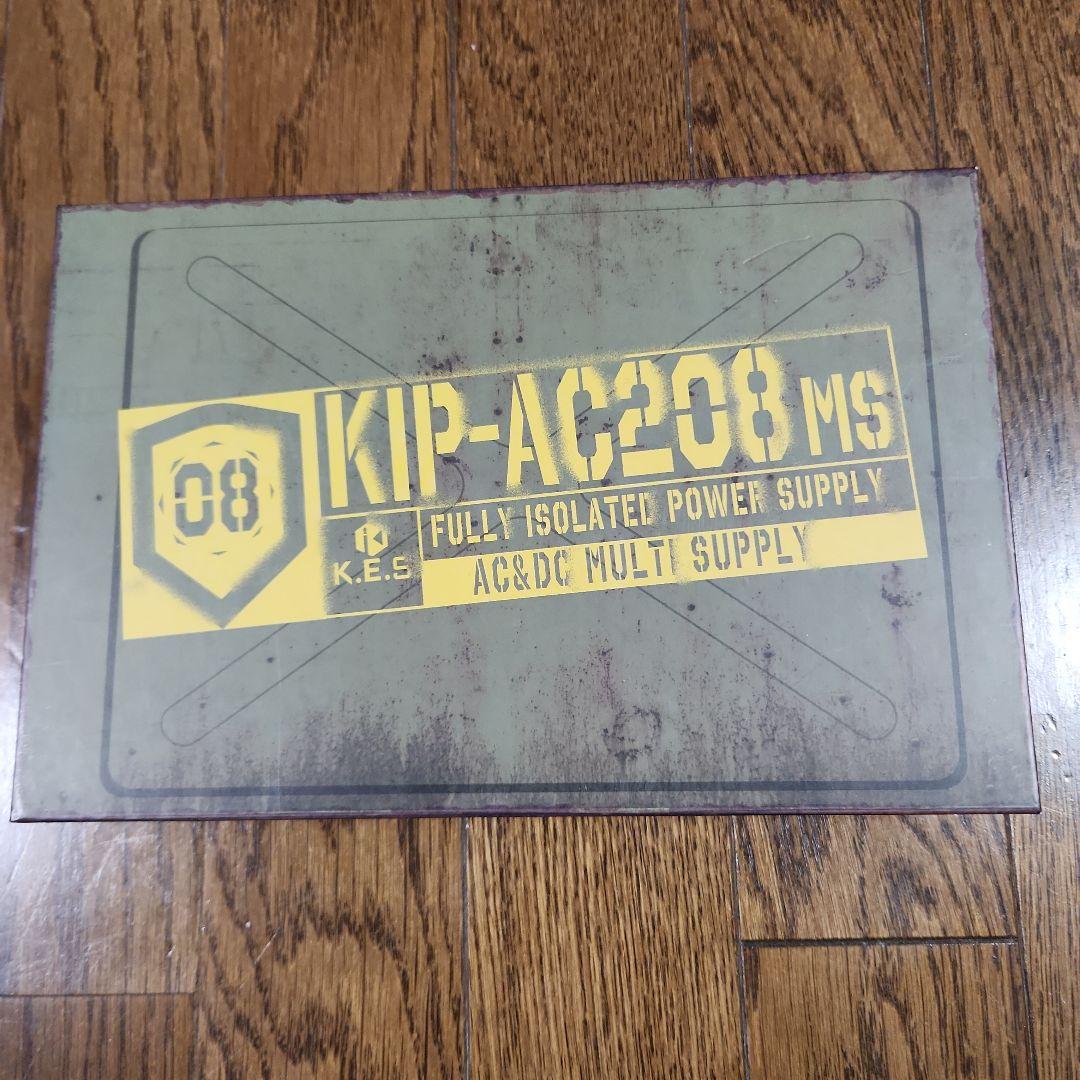 08
KIP-AC208 MS
K.E.S
FULLY ISOLATED POWER SUPPLY
AC&DC MULTI SUPPLY